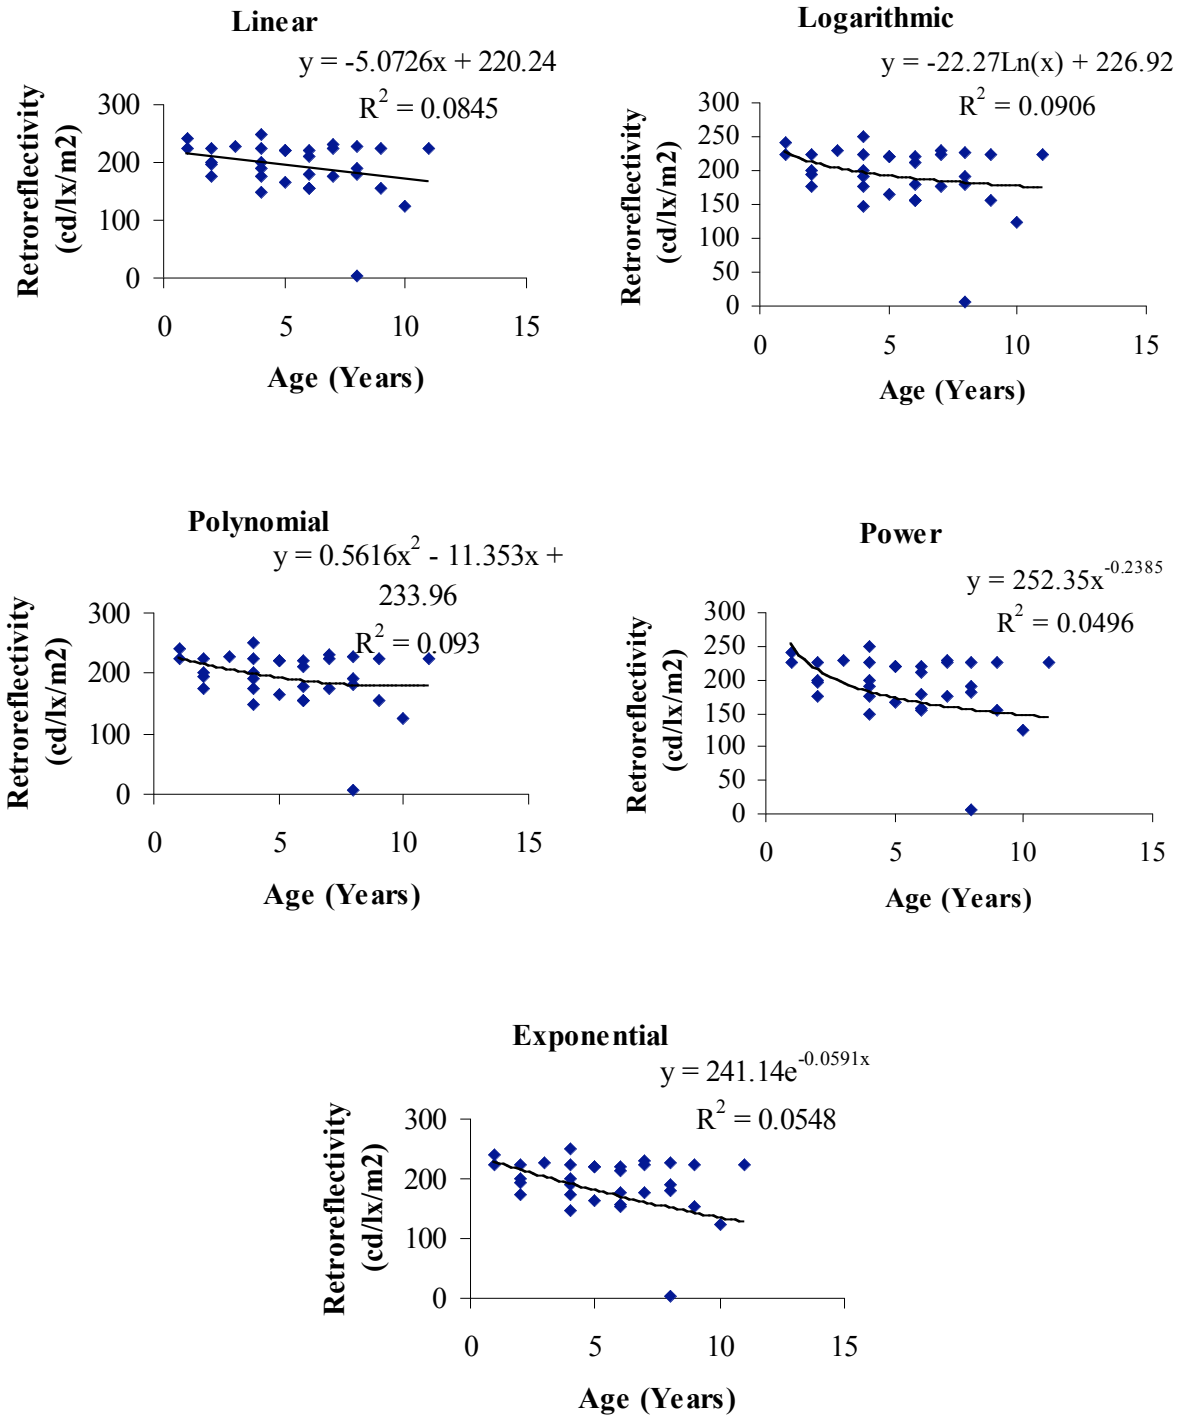 Linear
y = -5.0726x + 220.24
R² = 0.0845
300
200
100
0
0 5 10 15
Retroreflectivity
(cd/lx/m2)
Age (Years)
Logarithmic
y = -22.27Ln(x) + 226.92
R² = 0.0906
300
250
200
150
100
50
0
0 5 10 15
Retroreflectivity
(cd/lx/m2)
Age (Years)
Polynomial
y = 0.5616x² - 11.353x +
233.96
R² = 0.093
300
200
100
0
0 5 10 15
Retroreflectivity
(cd/lx/m2)
Age (Years)
Power
y = 252.35x^-0.2385
R² = 0.0496
300
250
200
150
100
50
0
0 5 10 15
Retroreflectivity
(cd/lx/m2)
Age (Years)
Exponential
y = 241.14e^-0.0591x
R² = 0.0548
300
200
100
0
0 5 10 15
Retroreflectivity
(cd/lx/m2)
Age (Years)